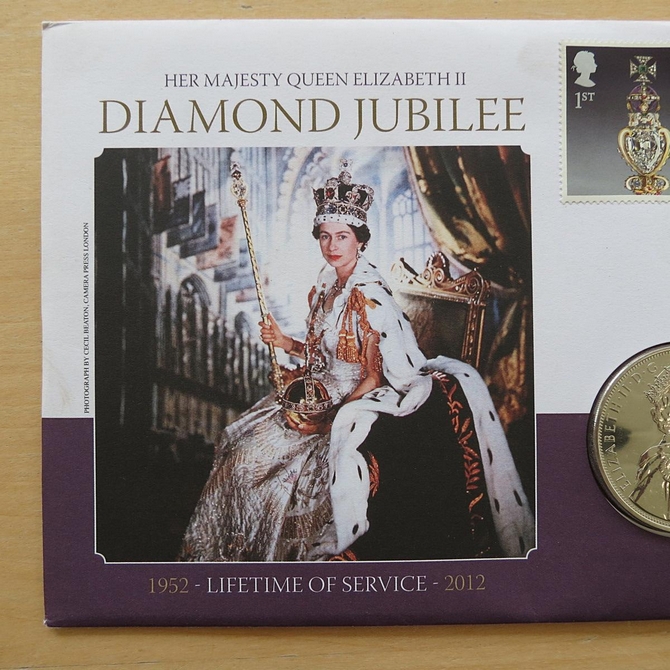 HER MAJESTY QUEEN ELIZABETH II
DIAMOND JUBILEE
1ST
PHOTOGRAPH BY CECIL BEATON, CAMERA PRESS LONDON
ELIZABETH II D.G
1952 - LIFETIME OF SERVICE - 2012